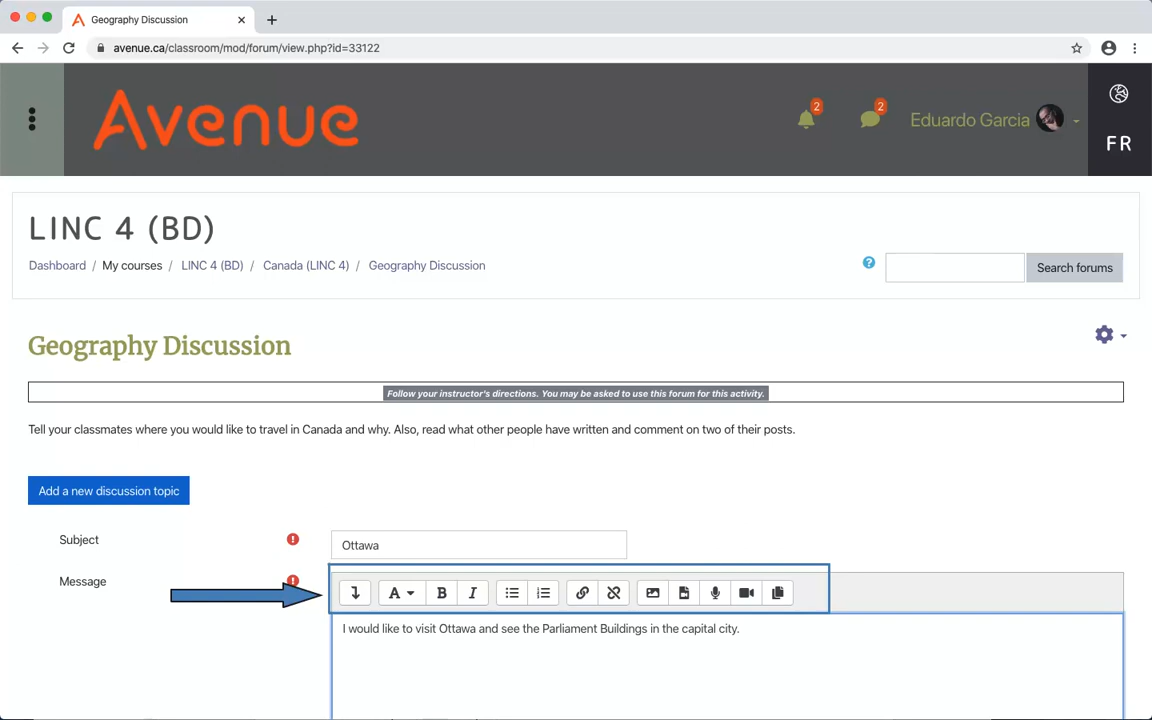 Geography Discussion
avenue.ca/classroom/mod/forum/view.php?id=33122
Avenue
2
2
Eduardo Garcia
FR
LINC 4 (BD)
Dashboard / My courses / LINC 4 (BD) / Canada (LINC 4) / Geography Discussion
Search forums
Geography Discussion
Follow your instructor's directions. You may be asked to use this forum for this activity.
Tell your classmates where you would like to travel in Canada and why. Also, read what other people have written and comment on two of their posts.
Add a new discussion topic
Subject
Ottawa
Message
A B I
I would like to visit Ottawa and see the Parliament Buildings in the capital city.